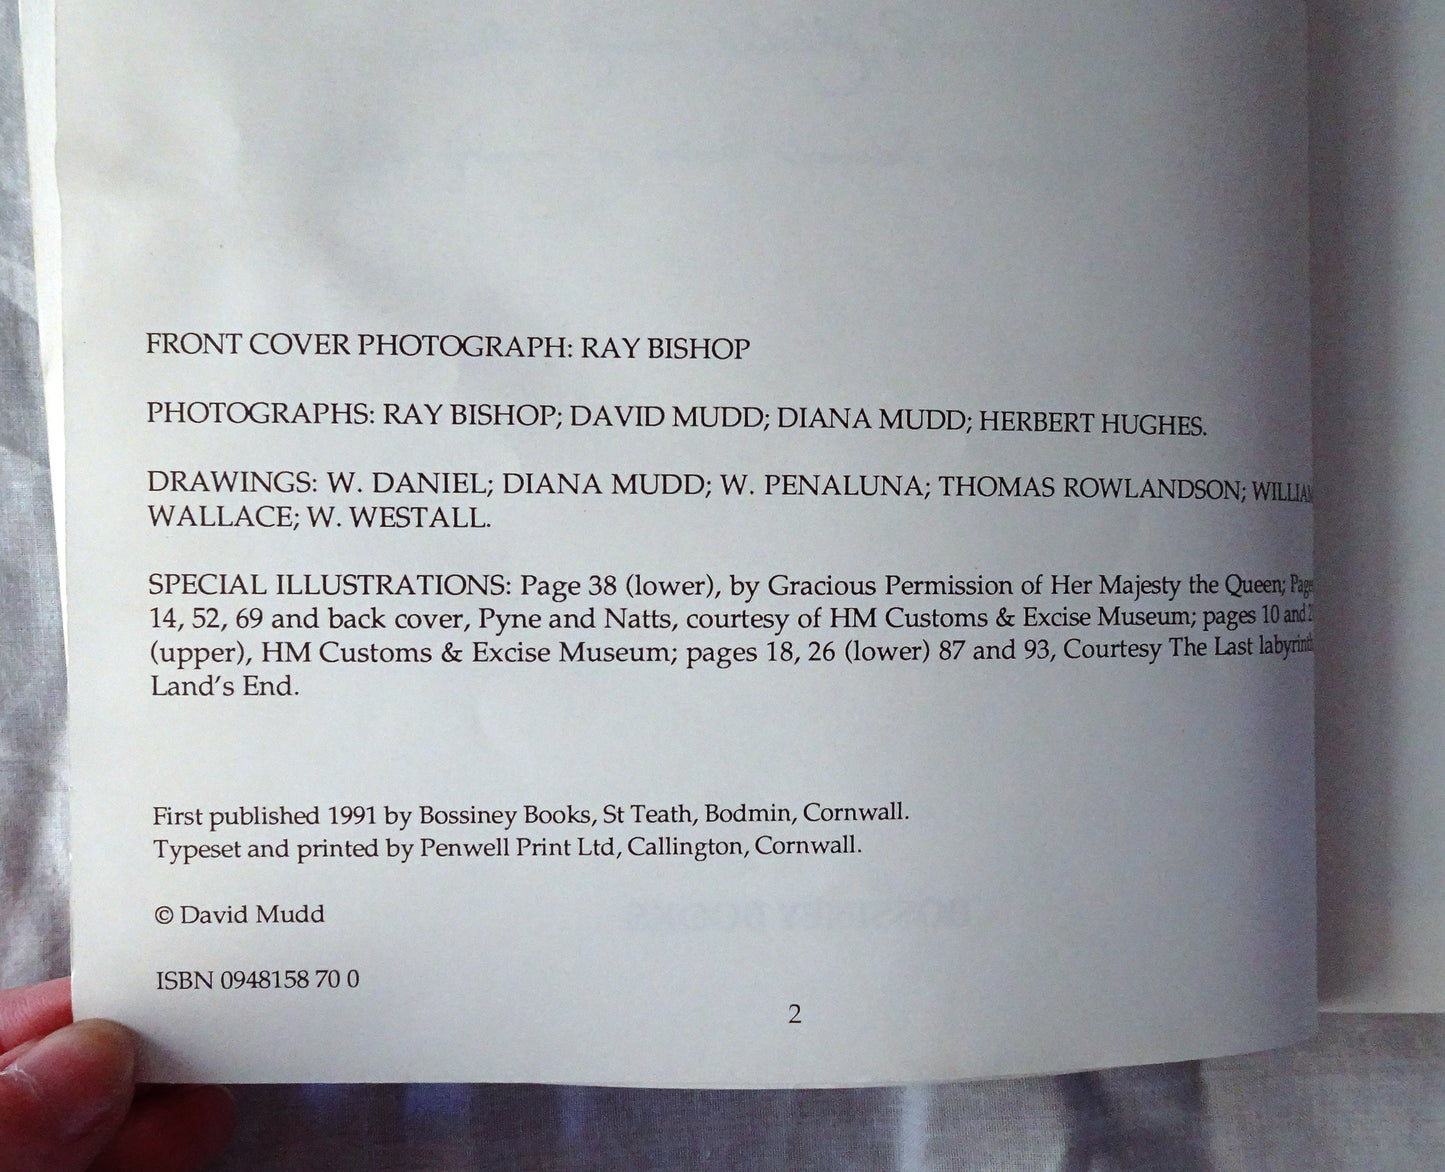 FRONT COVER PHOTOGRAPH: RAY BISHOP
PHOTOGRAPHS: RAY BISHOP; DAVID MUDD; DIANA MUDD; HERBERT HUGHES.
DRAWINGS: W. DANIEL; DIANA MUDD; W. PENALUNA; THOMAS ROWLANDSON;
WALLACE; W. WESTALL.
SPECIAL ILLUSTRATIONS: Page 38 (lower), by Gracious Permission of Her Majesty the Queen;
14, 52, 69 and back cover, Pyne and Natts, courtesy of HM Customs & Excise Museum; pages 10 and
(upper), HM Customs & Excise Museum; pages 18, 26 (lower) 87 and 93, Courtesy The Last
Land's End.
First published 1991 by Bossiney Books, St Teath, Bodmin, Cornwall.
Typeset and printed by Penwell Print Ltd, Callington, Cornwall.
© David Mudd
ISBN 0948158 70 0
2